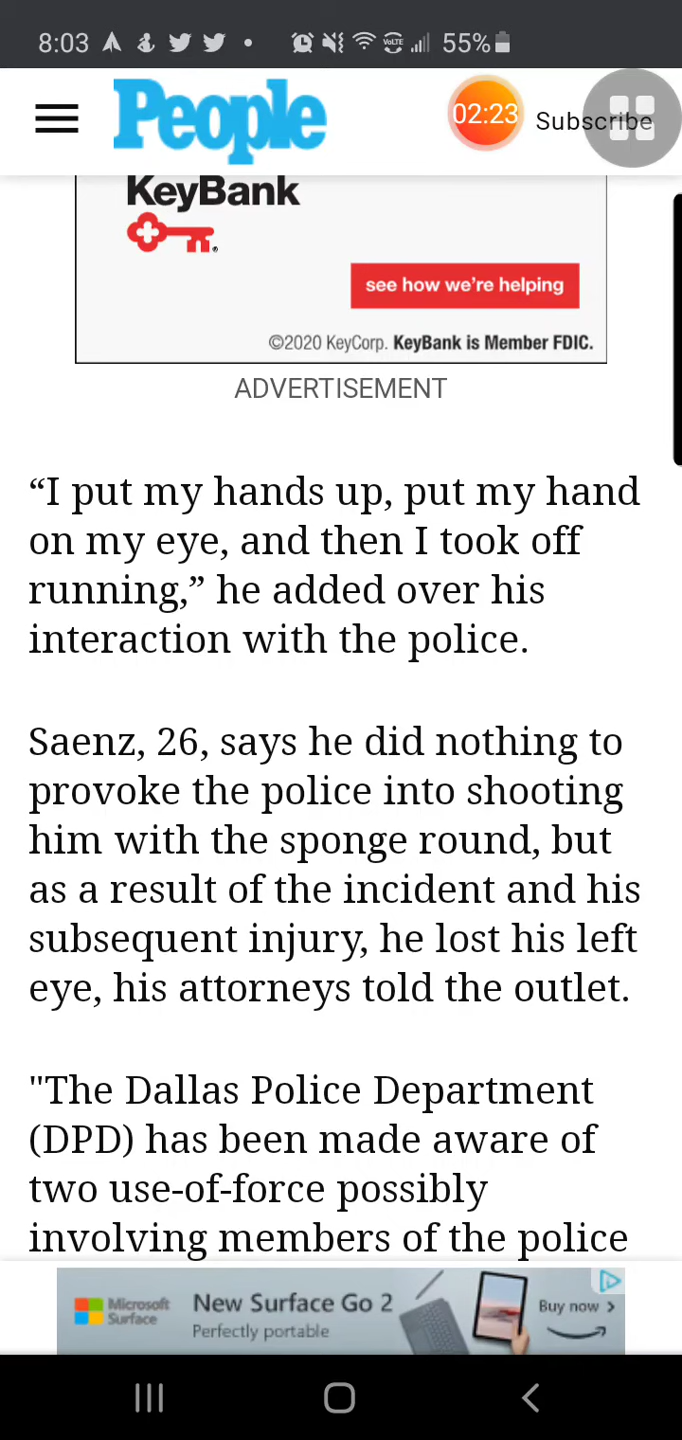 8:03 55%
People
02:23
Subscribe
KeyBank
see how we're helping
©2020 KeyCorp. KeyBank is Member FDIC.
ADVERTISEMENT
“I put my hands up, put my hand
on my eye, and then I took off
running,” he added over his
interaction with the police.
Saenz, 26, says he did nothing to
provoke the police into shooting
him with the sponge round, but
as a result of the incident and his
subsequent injury, he lost his left
eye, his attorneys told the outlet.
"The Dallas Police Department
(DPD) has been made aware of
two use-of-force possibly
involving members of the police
Microsoft
Surface
New Surface Go 2
Perfectly portable
Buy now